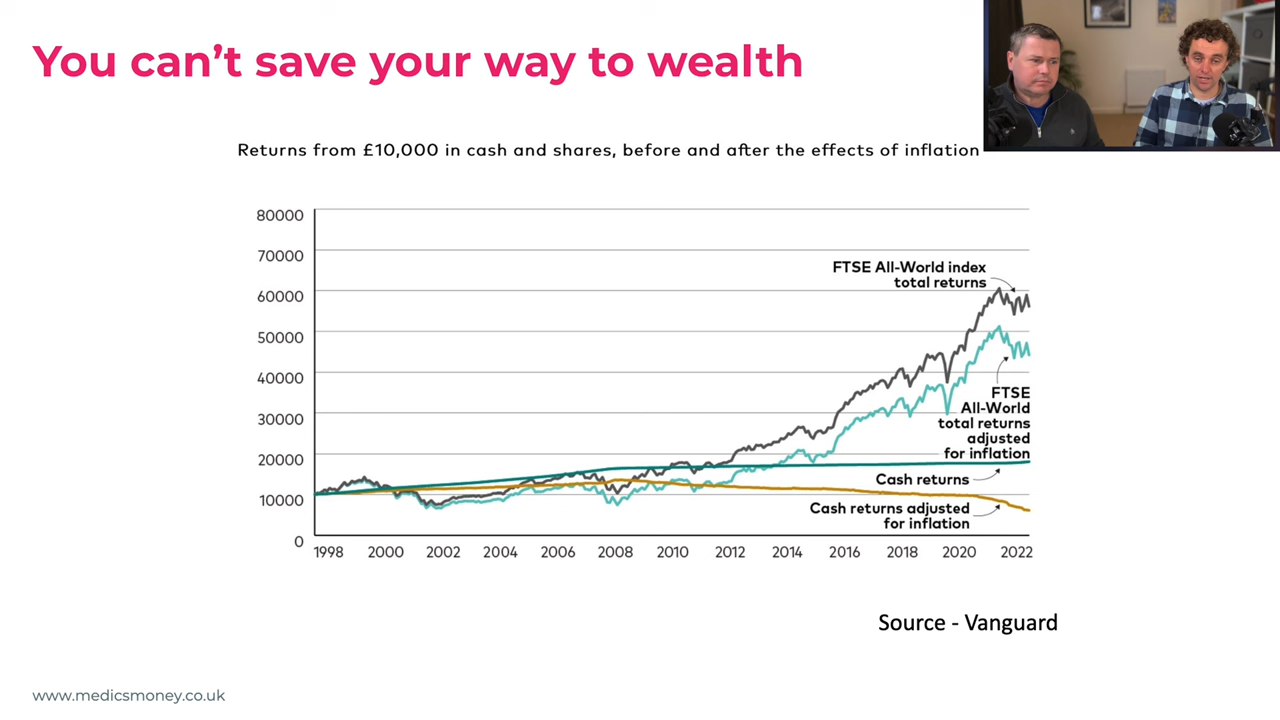 You can't save your way to wealth
Returns from £10,000 in cash and shares, before and after the effects of inflation
80000
70000
60000
50000
40000
30000
20000
10000
0
FTSE All-World index
total returns
FTSE
All-World
total returns
adjusted
for inflation
Cash returns
Cash returns adjusted
for inflation
1998 2000 2002 2004 2006 2008 2010 2012 2014 2016 2018 2020 2022
Source - Vanguard
www.medicsmoney.co.uk